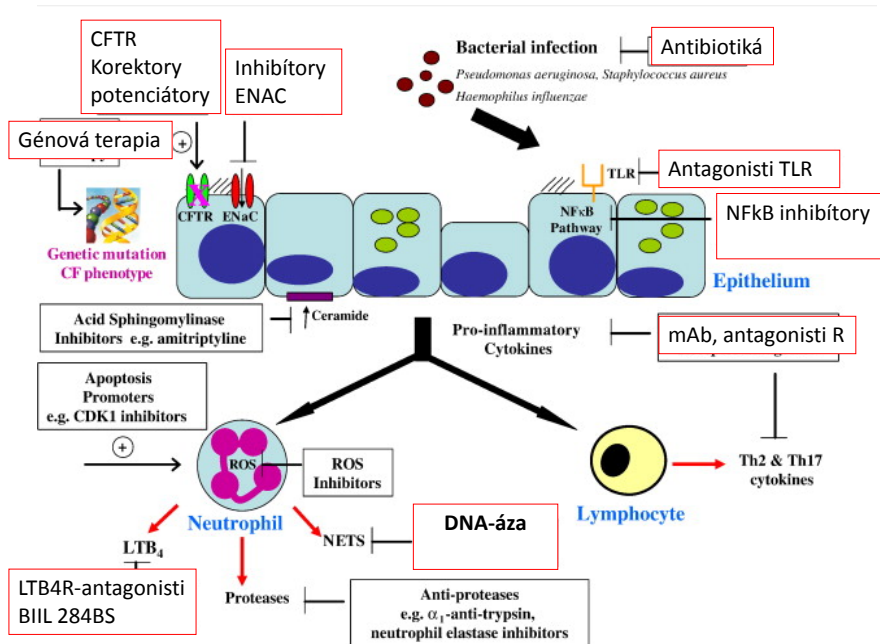 CFTR
Korektory
potenciátory
Inhibítory
ENAC
Bacterial infection
Pseudomonas aeruginosa, Staphylococcus aureus
Haemophilus influenzae
Antibiotiká
Génová terapia
+
TLR
Antagonisti TLR
CFTR
ENaC
NFκB
Pathway
NFkB inhibítory
Genetic mutation
CF phenotype
Epithelium
Acid Sphingomylinase
Inhibitors e.g. amitriptyline
↑ Ceramide
Pro-inflammatory
Cytokines
mAb, antagonisti R
Apoptosis
Promoters
e.g. CDK1 inhibitors
+
ROS
ROS
Inhibitors
Th2 & Th17
cytokines
Neutrophil
Lymphocyte
NETS
DNA-áza
LTB4
LTB4R-antagonisti
BIIL 284BS
Proteases
Anti-proteases
e.g. α1-anti-trypsin,
neutrophil elastase inhibitors